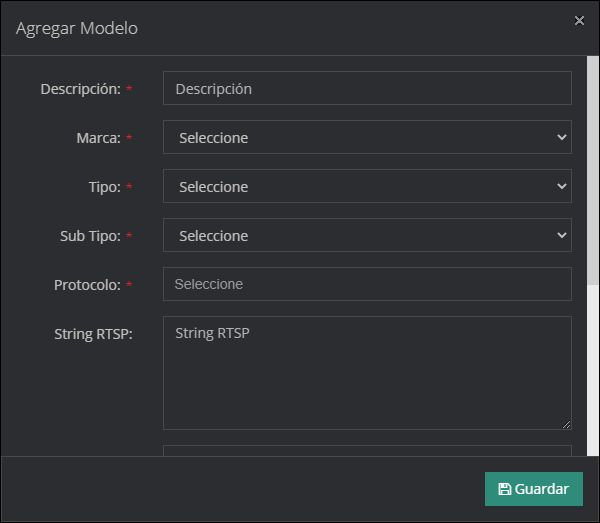 Agregar Modelo ×
Descripción: * Descripción
Marca: * Seleccione
Tipo: * Seleccione
Sub Tipo: * Seleccione
Protocolo: * Seleccione
String RTSP: String RTSP
Guardar